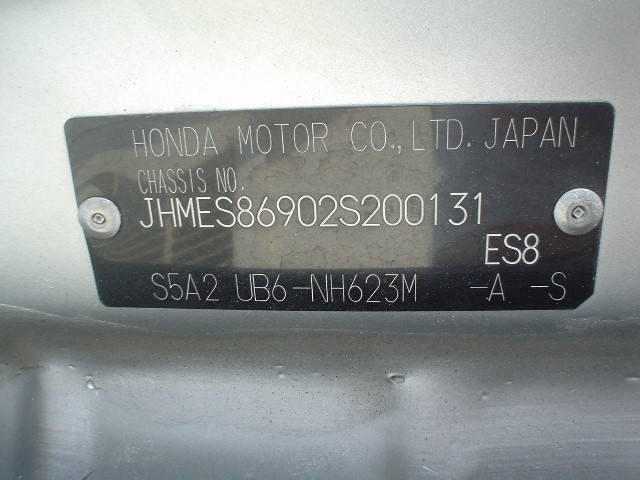 HONDA MOTOR CO.,LTD. JAPAN
CHASSIS NO.
JHMES86902S200131
ES8
S5A2 UB6-NH623M -A -S